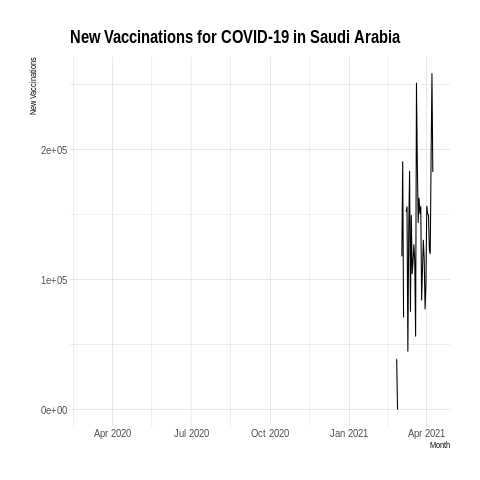 New Vaccinations for COVID-19 in Saudi Arabia
New Vaccinations
2e+05
1e+05
0e+00
Apr 2020 Jul 2020 Oct 2020 Jan 2021 Apr 2021
Month